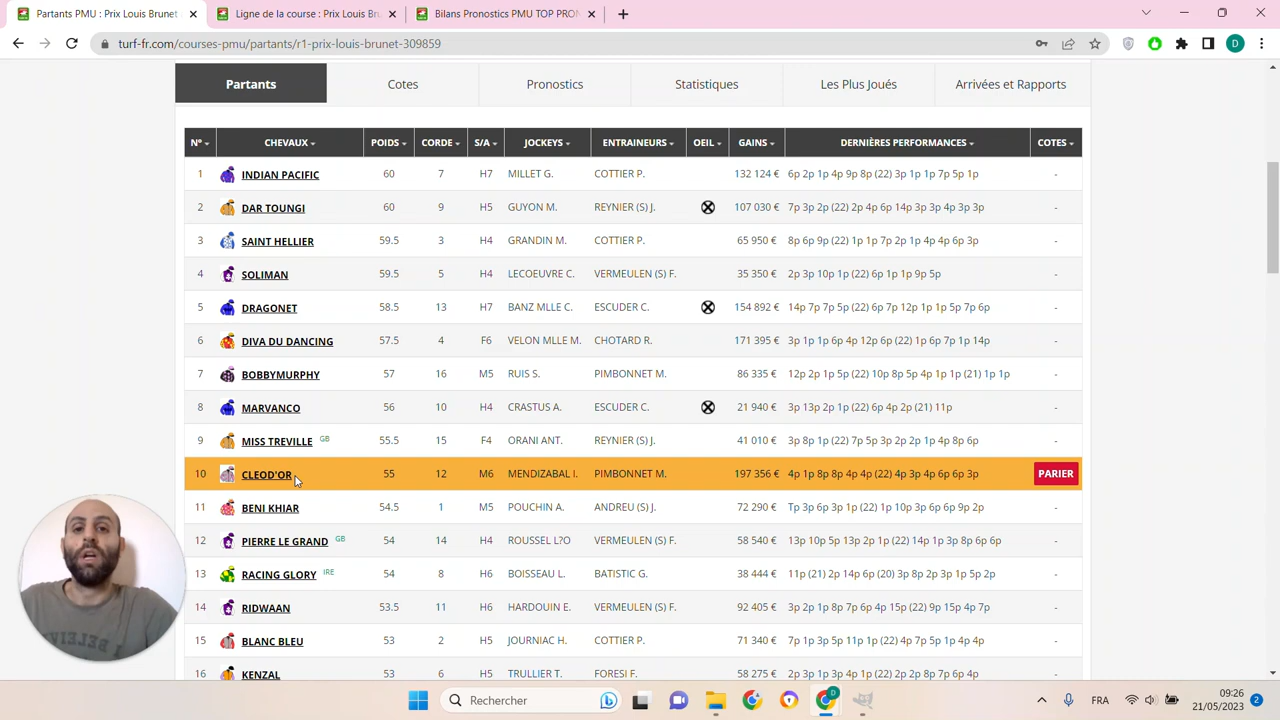 Partants PMU : Prix Louis Brunet
Ligne de la course : Prix Louis Bru
Bilans Pronostics PMU TOP PRON
turf-fr.com/courses-pmu/partants/r1-prix-louis-brunet-309859
D
Partants Cotes Pronostics Statistiques Les Plus Joués Arrivées et Rapports
N° CHEVAUX POIDS CORDE S/A JOCKEYS ENTRAINEURS OEIL GAINS DERNIÈRES PERFORMANCES COTES
1 INDIAN PACIFIC 60 7 H7 MILLET G. COTTIER P. 132 124 € 6p 2p 1p 4p 9p 8p (22) 3p 1p 1p 7p 5p 1p -
2 DAR TOUNGI 60 9 H5 GUYON M. REYNIER (S) J. 107 030 € 7p 3p 2p (22) 2p 4p 6p 14p 3p 3p 4p 3p 3p -
3 SAINT HELLIER 59.5 3 H4 GRANDIN M. COTTIER P. 65 950 € 8p 6p 9p (22) 1p 1p 7p 2p 1p 4p 4p 6p 3p -
4 SOLIMAN 59.5 5 H4 LECOEUVRE C. VERMEULEN (S) F. 35 350 € 2p 3p 10p 1p (22) 6p 1p 1p 9p 5p -
5 DRAGONET 58.5 13 H7 BANZ MLLE C. ESCUDER C. 154 892 € 14p 7p 7p 5p (22) 6p 7p 12p 1p 1p 5p 7p 6p -
6 DIVA DU DANCING 57.5 4 F6 VELON MLLE M. CHOTARD R. 171 395 € 3p 1p 1p 6p 4p 12p 6p (22) 1p 6p 7p 1p 14p -
7 BOBBYMURPHY 57 16 M5 RUIS S. PIMBONNET M. 86 335 € 12p 2p 1p 5p (22) 10p 8p 5p 4p 1p 1p (21) 1p 1p -
8 MARVANCO 56 10 H4 CRASTUS A. ESCUDER C. 21 940 € 3p 13p 2p 1p (22) 6p 4p 2p (21) 11p -
9 MISS TREVILLE GB 55.5 15 F4 ORANI ANT. REYNIER (S) J. 41 010 € 3p 8p 1p (22) 7p 5p 3p 2p 2p 1p 4p 8p 6p -
10 CLEOD'OR 55 12 M6 MENDIZABAL I. PIMBONNET M. 197 356 € 4p 1p 8p 8p 4p 4p (22) 4p 3p 4p 6p 6p 3p PARIER
11 BENI KHIAR 54.5 1 M5 POUCHIN A. ANDREU (S) J. 72 290 € Tp 3p 6p 3p 1p (22) 1p 10p 3p 6p 6p 9p 2p -
12 PIERRE LE GRAND GB 54 14 H4 ROUSSEL L?O VERMEULEN (S) F. 58 540 € 13p 10p 5p 13p 2p 1p (22) 14p 1p 3p 8p 6p 6p -
13 RACING GLORY IRE 54 8 H6 BOISSEAU L. BATISTIC G. 38 444 € 11p (21) 2p 14p 6p (20) 3p 8p 2p 3p 1p 5p 2p -
14 RIDWAAN 53.5 11 H6 HARDOUIN E. VERMEULEN (S) F. 92 405 € 3p 2p 1p 8p 7p 6p 4p 15p (22) 9p 15p 4p 7p -
15 BLANC BLEU 53 2 H5 JOURNIAC H. COTTIER P. 71 340 € 7p 1p 3p 5p 11p 1p (22) 4p 7p 5p 1p 4p 4p -
16 KENZAL 53 6 H5 TRULLIER T. FORESI F. 58 275 € 2p 3p 1p 3p 4p 1p (22) 2p 2p 8p 7p 6p 4p -
I BELEIVE
Rechercher
FRA
09:26
21/05/2023
2